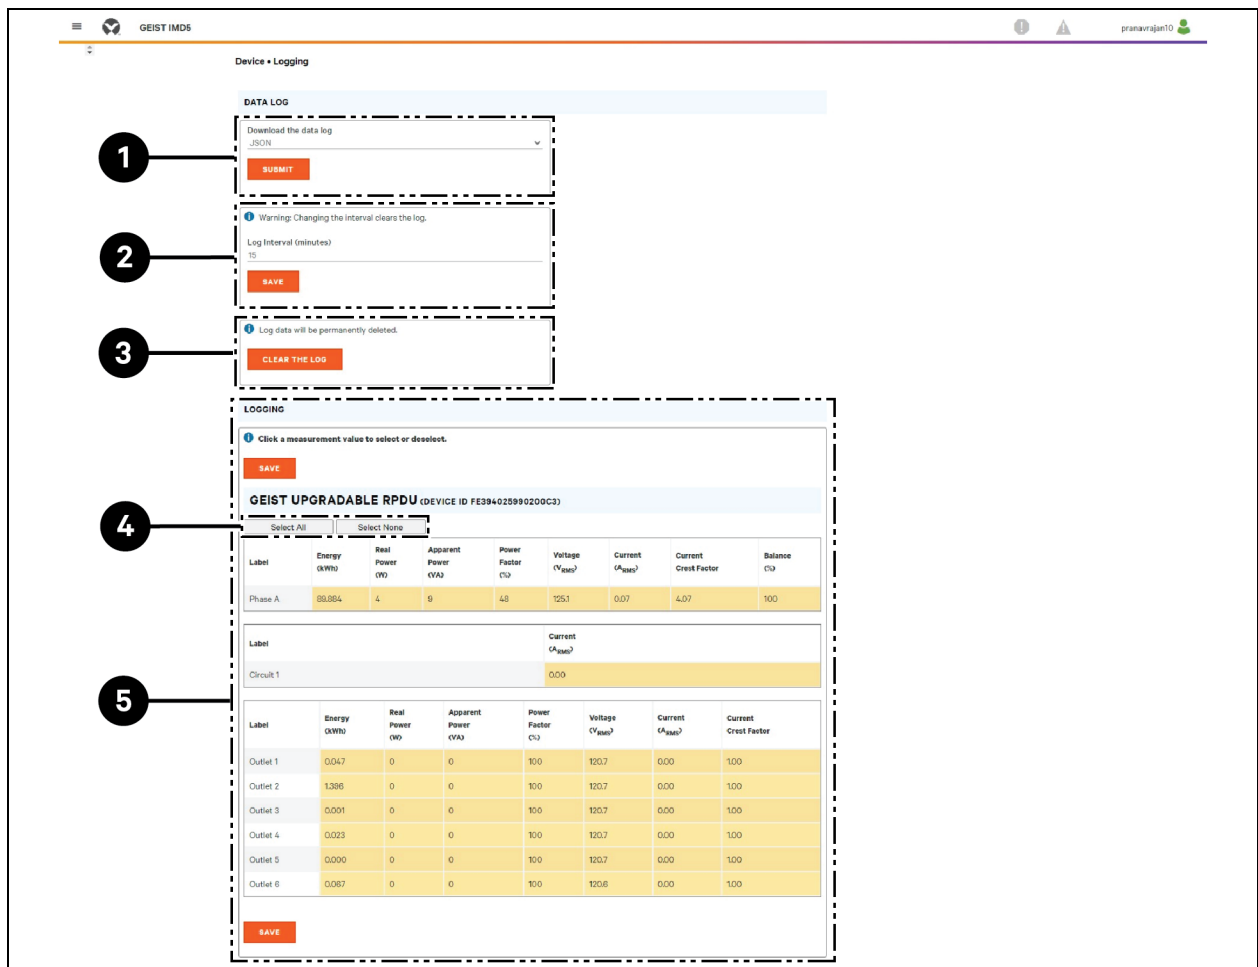 GEIST IMD5
pranavrajan10
Device • Logging
DATA LOG
Download the data log
JSON
SUBMIT
1
Warning: Changing the interval clears the log.
Log Interval (minutes)
15
SAVE
2
Log data will be permanently deleted.
CLEAR THE LOG
3
LOGGING
Click a measurement value to select or deselect.
SAVE
GEIST UPGRADABLE RPDU (DEVICE ID FE394025990200C3)
4
Select All Select None
Label Energy (kWh) Real Power (W) Apparent Power (VA) Power Factor (%) Voltage (VRMS) Current (ARMS) Current Crest Factor Balance (%)
Phase A 89.884 4 9 48 125.1 0.07 4.07 100
Label Current (ARMS)
Circuit 1 0.00
5
Label Energy (kWh) Real Power (W) Apparent Power (VA) Power Factor (%) Voltage (VRMS) Current (ARMS) Current Crest Factor
Outlet 1 0.047 0 0 100 120.7 0.00 1.00
Outlet 2 1.386 0 0 100 120.7 0.00 1.00
Outlet 3 0.001 0 0 100 120.7 0.00 1.00
Outlet 4 0.023 0 0 100 120.7 0.00 1.00
Outlet 5 0.000 0 0 100 120.7 0.00 1.00
Outlet 6 0.067 0 0 100 120.6 0.00 1.00
SAVE